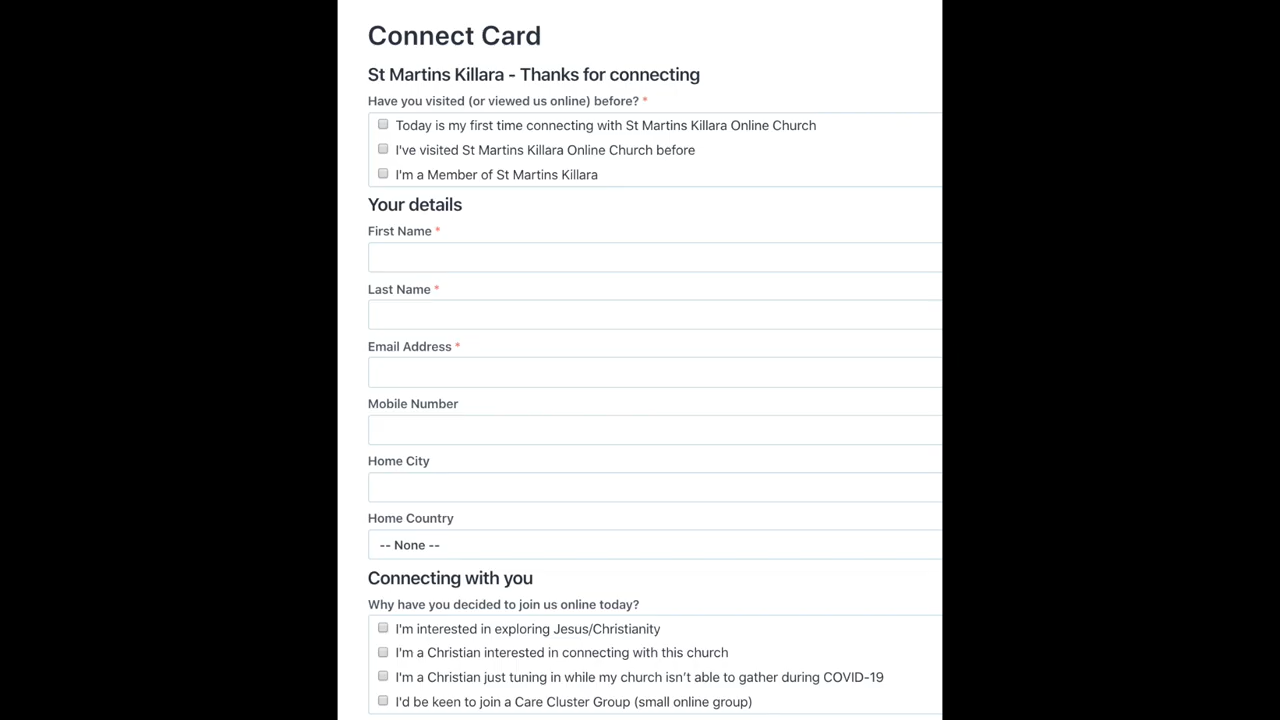 Connect Card
St Martins Killara - Thanks for connecting
Have you visited (or viewed us online) before? *
Today is my first time connecting with St Martins Killara Online Church
I've visited St Martins Killara Online Church before
I'm a Member of St Martins Killara
Your details
First Name *
Last Name *
Email Address *
Mobile Number
Home City
Home Country
-- None --
Connecting with you
Why have you decided to join us online today?
I'm interested in exploring Jesus/Christianity
I'm a Christian interested in connecting with this church
I'm a Christian just tuning in while my church isn’t able to gather during COVID-19
I'd be keen to join a Care Cluster Group (small online group)